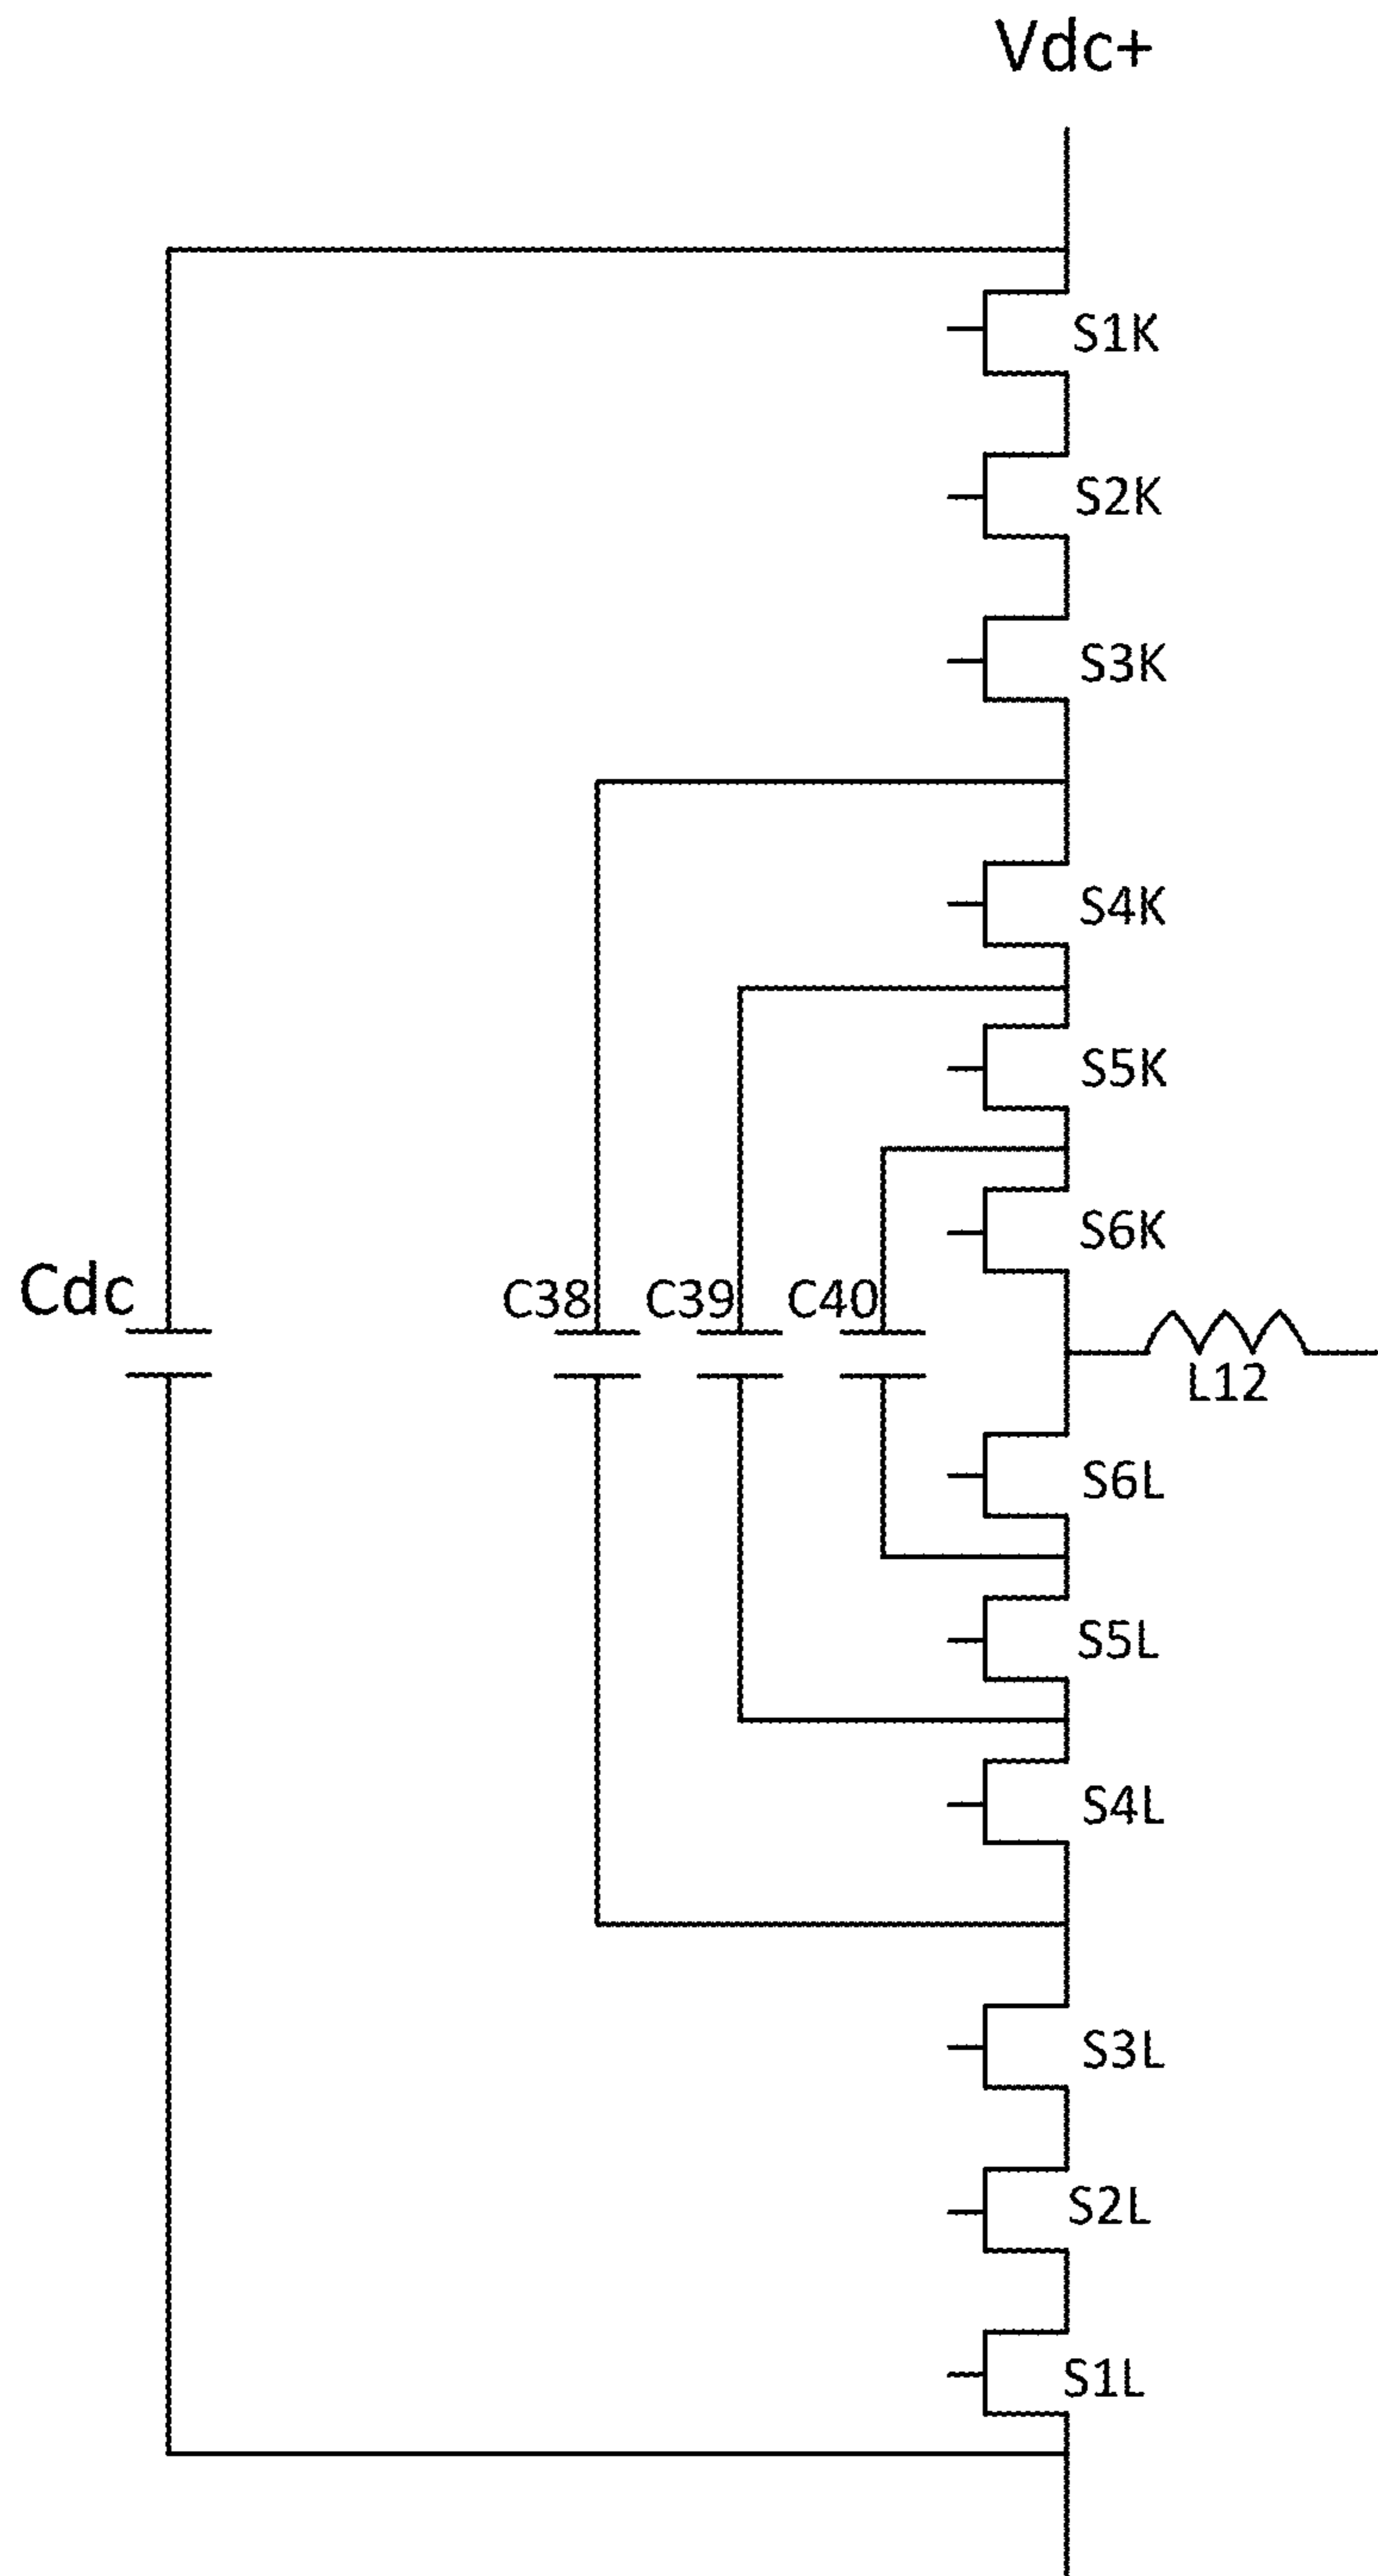 Vdc+
S1K
S2K
S3K
S4K
S5K
S6K
Cdc
C38
C39
C40
L12
S6L
S5L
S4L
S3L
S2L
S1L